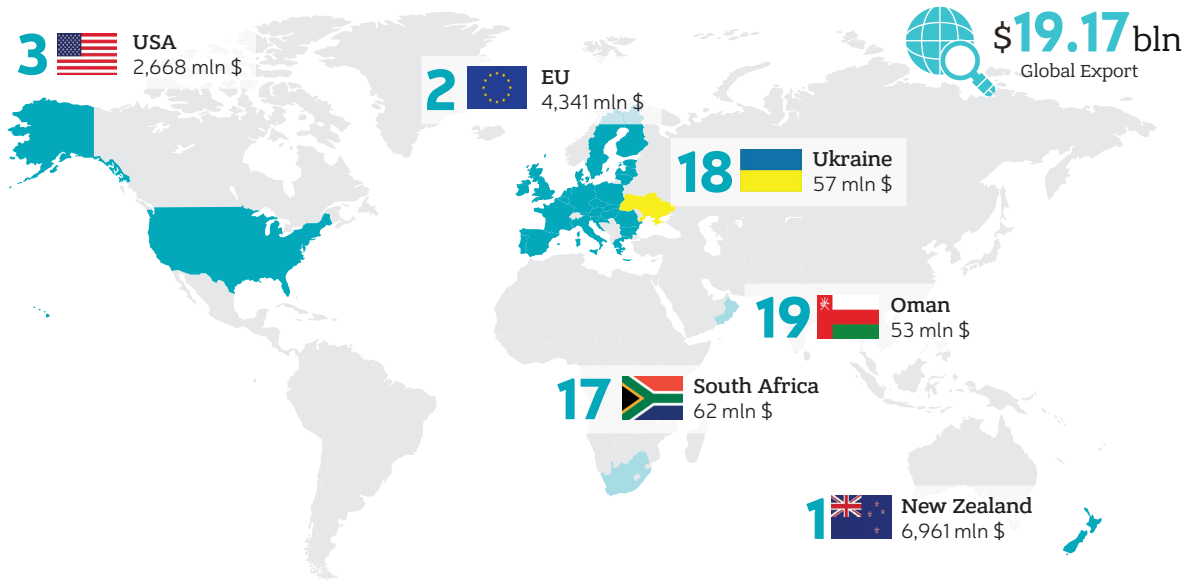 3 USA
2,668 mln $
2 EU
4,341 mln $
$19.17 bln
Global Export
18 Ukraine
57 mln $
19 Oman
53 mln $
17 South Africa
62 mln $
1 New Zealand
6,961 mln $